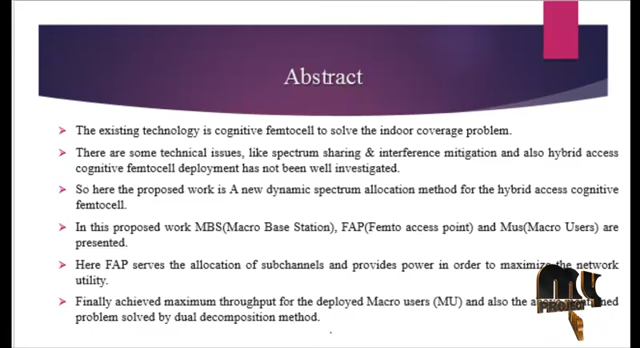 Abstract
The existing technology is cognitive femtocell to solve the indoor coverage problem.
There are some technical issues, like spectrum sharing & interference mitigation and also hybrid access
cognitive femtocell deployment has not been well investigated.
So here the proposed work is A new dynamic spectrum allocation method for the hybrid access cognitive
femtocell.
In this proposed work MBS(Macro Base Station), FAP(Femto access point) and Mus(Macro Users) are
presented.
Here FAP serves the allocation of subchannels and provides power in order to maximize the network
utility.
Finally achieved maximum throughput for the deployed Macro users (MU) and also the
problem solved by dual decomposition method.
MY
PROJECT